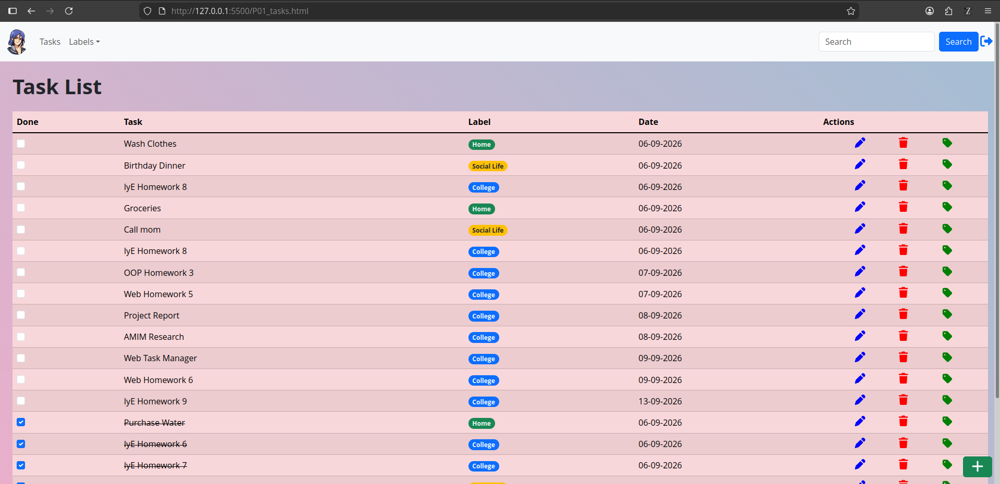 http://127.0.0.1:5500/P01_tasks.html
Tasks Labels Search Search
Task List
Done Task Label Date Actions
Wash Clothes Home 06-09-2026
Birthday Dinner Social Life 06-09-2026
IyE Homework 8 College 06-09-2026
Groceries Home 06-09-2026
Call mom Social Life 06-09-2026
IyE Homework 8 College 06-09-2026
OOP Homework 3 College 07-09-2026
Web Homework 5 College 07-09-2026
Project Report College 08-09-2026
AMIM Research College 08-09-2026
Web Task Manager College 09-09-2026
Web Homework 6 College 09-09-2026
IyE Homework 9 College 13-09-2026
Purchase Water Home 06-09-2026
IyE Homework 6 College 06-09-2026
IyE Homework 7 College 06-09-2026